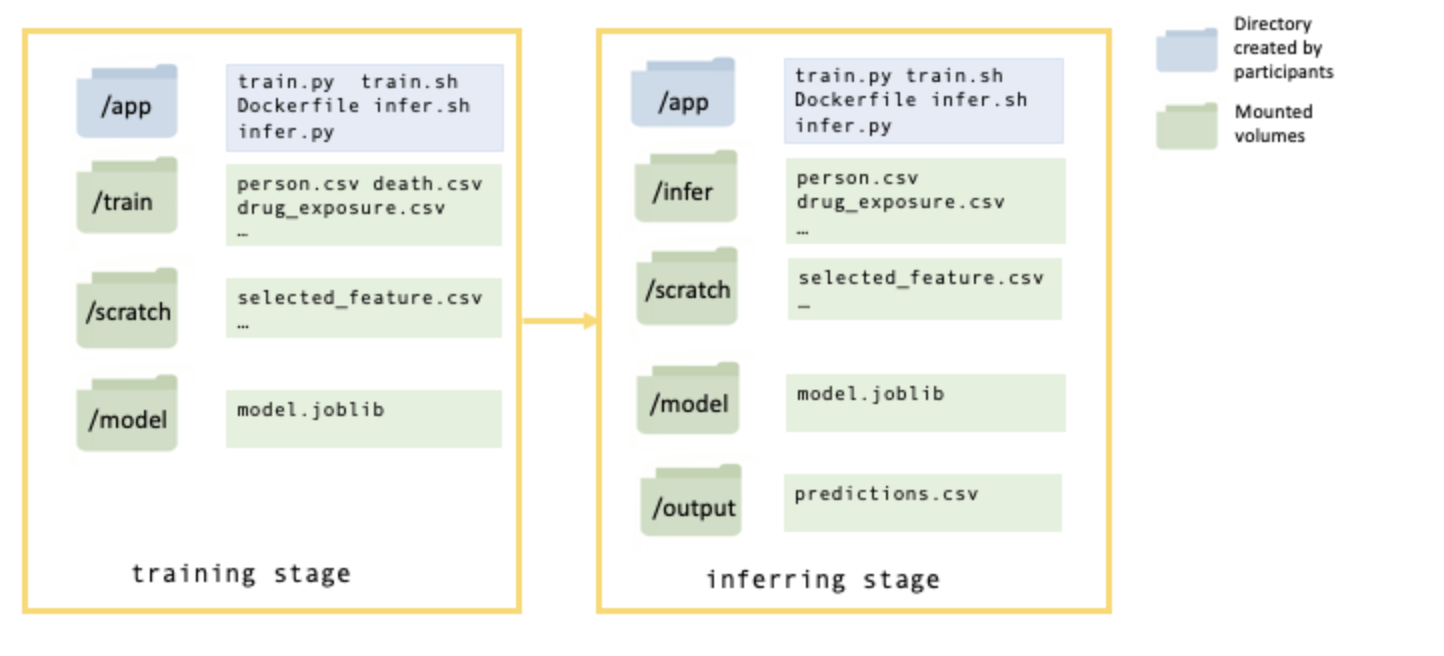 /app
train.py  train.sh
Dockerfile infer.sh
infer.py
/train
person.csv death.csv
drug_exposure.csv
…
/scratch
selected_feature.csv
…
/model
model.joblib
training stage
/app
train.py train.sh
Dockerfile infer.sh
infer.py
/infer
person.csv
drug_exposure.csv
…
/scratch
selected_feature.csv
…
/model
model.joblib
/output
predictions.csv
inferring stage
Directory
created by
participants
Mounted
volumes